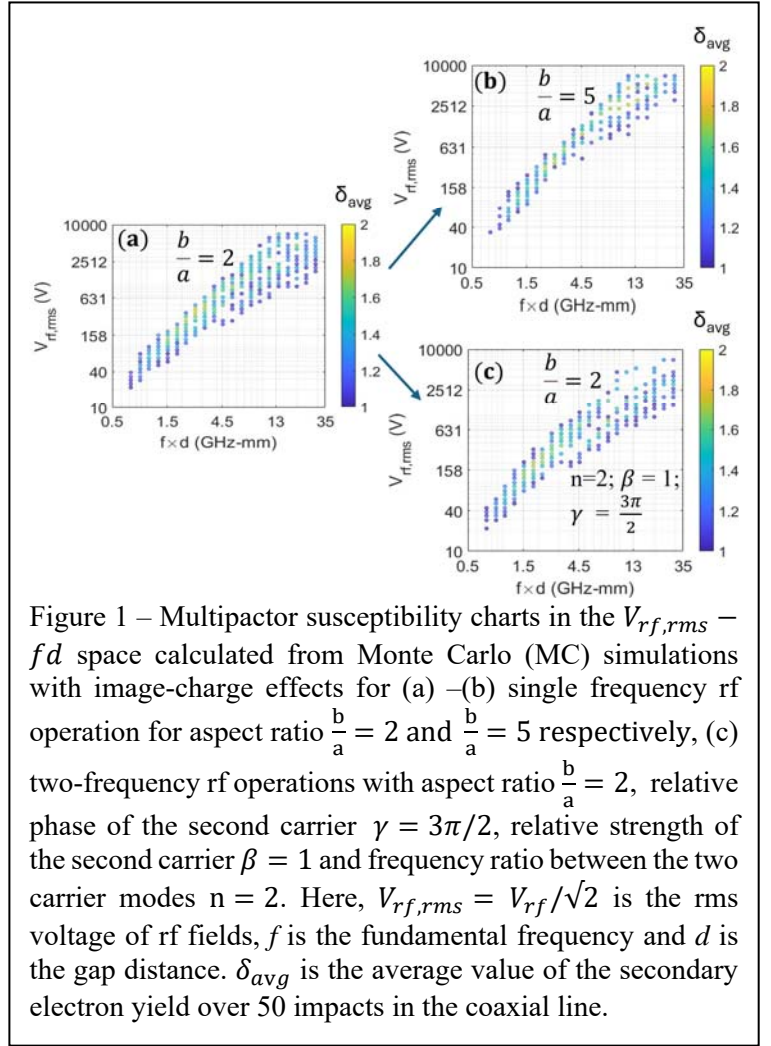 δavg
(b)
b/a = 5
10000
2512
631
158
40
10
Vrf,rms (V)
0.5 1.5 4.5 13 35
f×d (GHz-mm)
2
1.8
1.6
1.4
1.2
1
δavg
(a)
b/a = 2
10000
2512
631
158
40
10
Vrf,rms (V)
0.5 1.5 4.5 13 35
f×d (GHz-mm)
2
1.8
1.6
1.4
1.2
1
δavg
(c)
b/a = 2
n=2; β = 1;
γ = 3π/2
10000
2512
631
158
40
10
Vrf,rms (V)
0.5 1.5 4.5 13 35
f×d (GHz-mm)
2
1.8
1.6
1.4
1.2
1
Figure 1 – Multipactor susceptibility charts in the Vrf,rms −
fd space calculated from Monte Carlo (MC) simulations
with image-charge effects for (a) –(b) single frequency rf
operation for aspect ratio b/a = 2 and b/a = 5 respectively, (c)
two-frequency rf operations with aspect ratio b/a = 2, relative
phase of the second carrier γ = 3π/2, relative strength of
the second carrier β = 1 and frequency ratio between the two
carrier modes n = 2. Here, Vrf,rms = Vrf/√2 is the rms
voltage of rf fields, f is the fundamental frequency and d is
the gap distance. δavg is the average value of the secondary
electron yield over 50 impacts in the coaxial line.